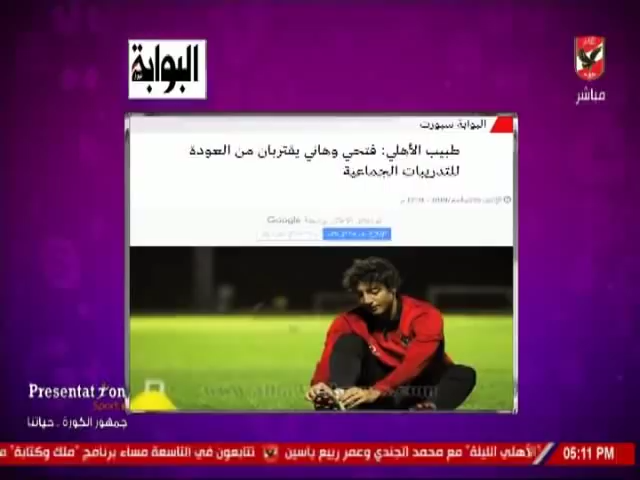 البوابة
مباشر
البوابة سبورت
طبيب الأهلي: فتحي وهاني يقتربان من العودة
للتدريبات الجماعية
Google
Presentation
Sports
جمهور الكورة .. حياتنا
الأهلي الليلة" مع محمد الجندي وعمر ربيع ياسين
تتابعون في التاسعة مساء برنامج "ملك وكتابة" م
05:11 PM